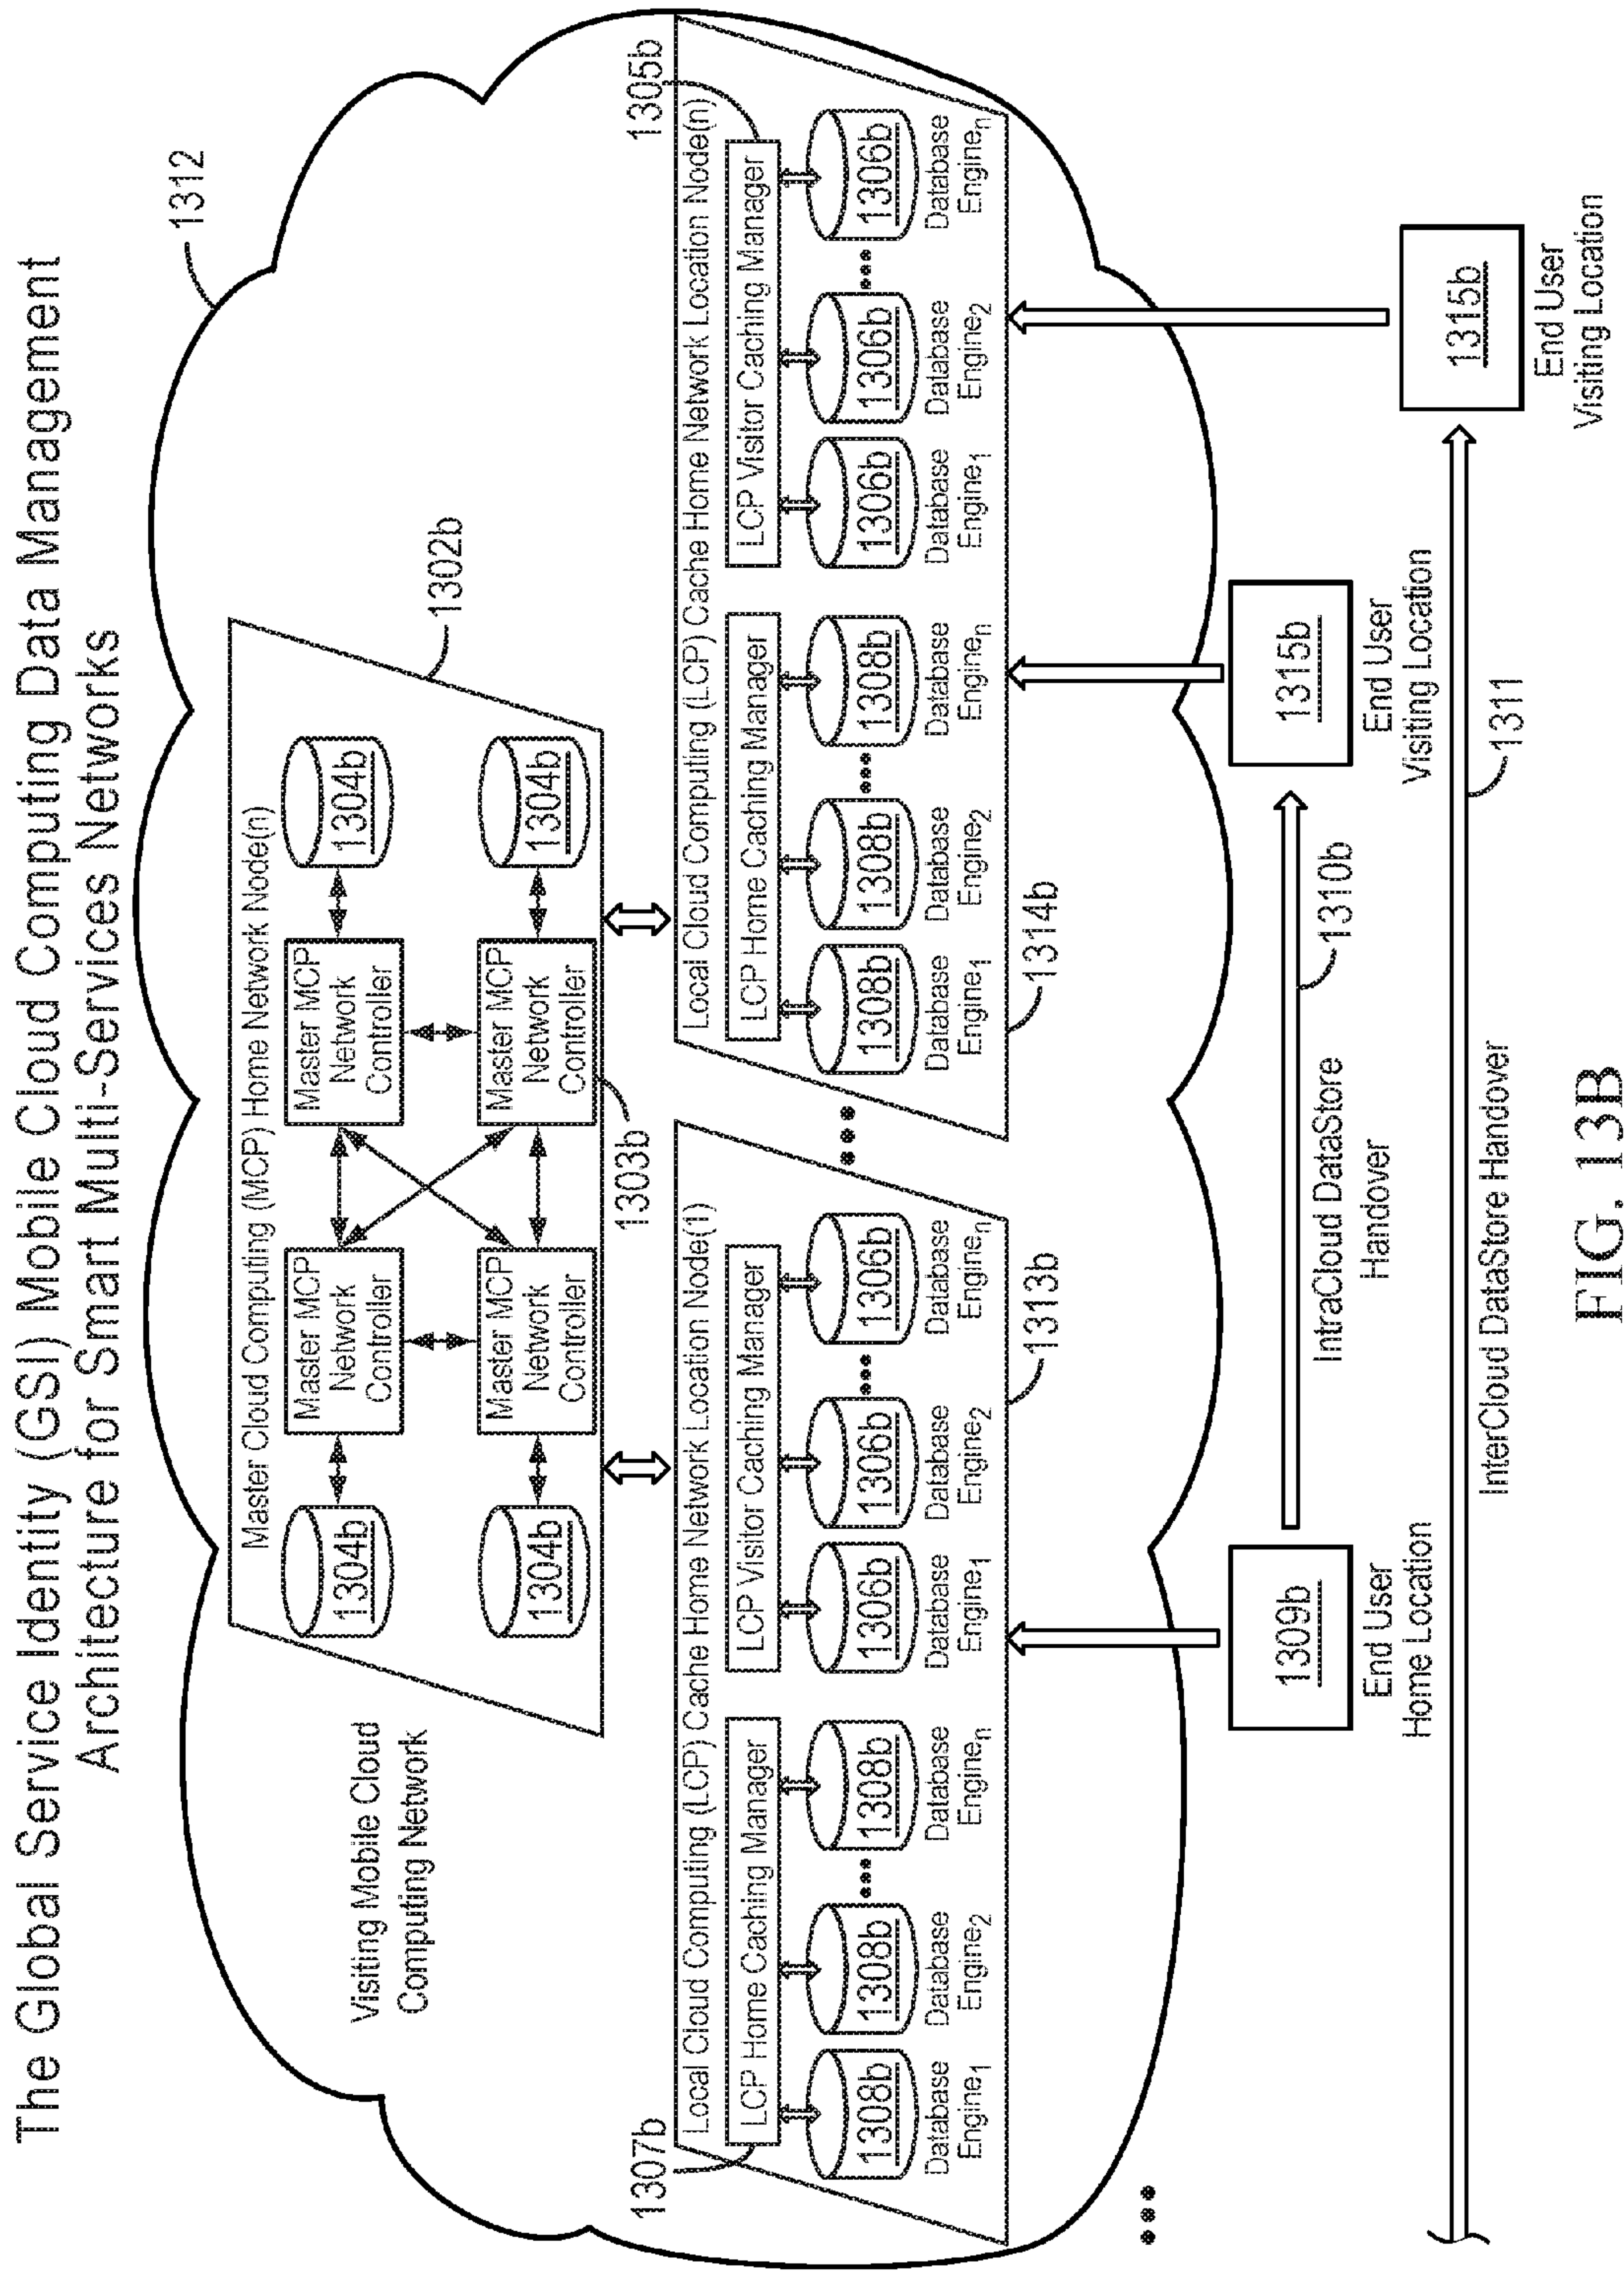 The Global Service Identity (GSI) Mobile Cloud Computing Data Management
Architecture for Smart Multi-Services Networks
1312
Visiting Mobile Cloud
Computing Network
Master Cloud Computing (MCP) Home Network Node(n)
1302b
1304b
Master MCP
Network
Controller
Master MCP
Network
Controller
1304b
1304b
Master MCP
Network
Controller
Master MCP
Network
Controller
1304b
1303b
1307b
1305b
Local Cloud Computing (LCP) Cache Home Network Location Node(1)
LCP Home Caching Manager
LCP Visitor Caching Manager
1308b
1308b
1308b
1306b
1306b
1306b
Database
Engine1
Database
Engine2
Database
Enginen
Database
Engine1
Database
Engine2
Database
Enginen
1313b
Local Cloud Computing (LCP) Cache Home Network Location Node(n)
LCP Home Caching Manager
LCP Visitor Caching Manager
1308b
1308b
1308b
1306b
1306b
1306b
Database
Engine1
Database
Engine2
Database
Enginen
Database
Engine1
Database
Engine2
Database
Enginen
1314b
1309b
End User
Home Location
IntraCloud DataStore
Handover
1310b
1315b
End User
Visiting Location
1315b
End User
Visiting Location
InterCloud DataStore Handover
1311
FIG. 13B